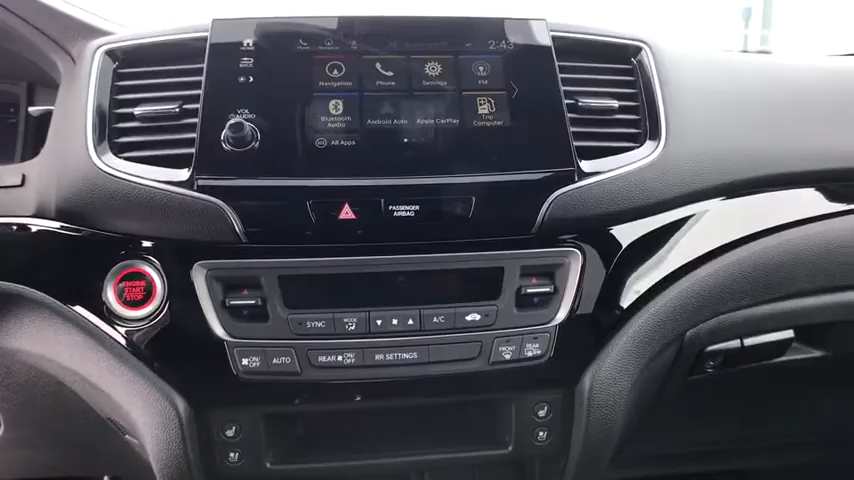 HOME
2:43
BACK
Navigation
Phone
Settings
FM
VOL
AUDIO
Bluetooth
Audio
Android Auto
Apple CarPlay
Trip
Computer
All Apps
PASSENGER
AIRBAG
ENGINE
START
STOP
SYNC
MODE
A/C
ON/OFF
AUTO
REAR ON/OFF
RR SETTINGS
FRONT
REAR